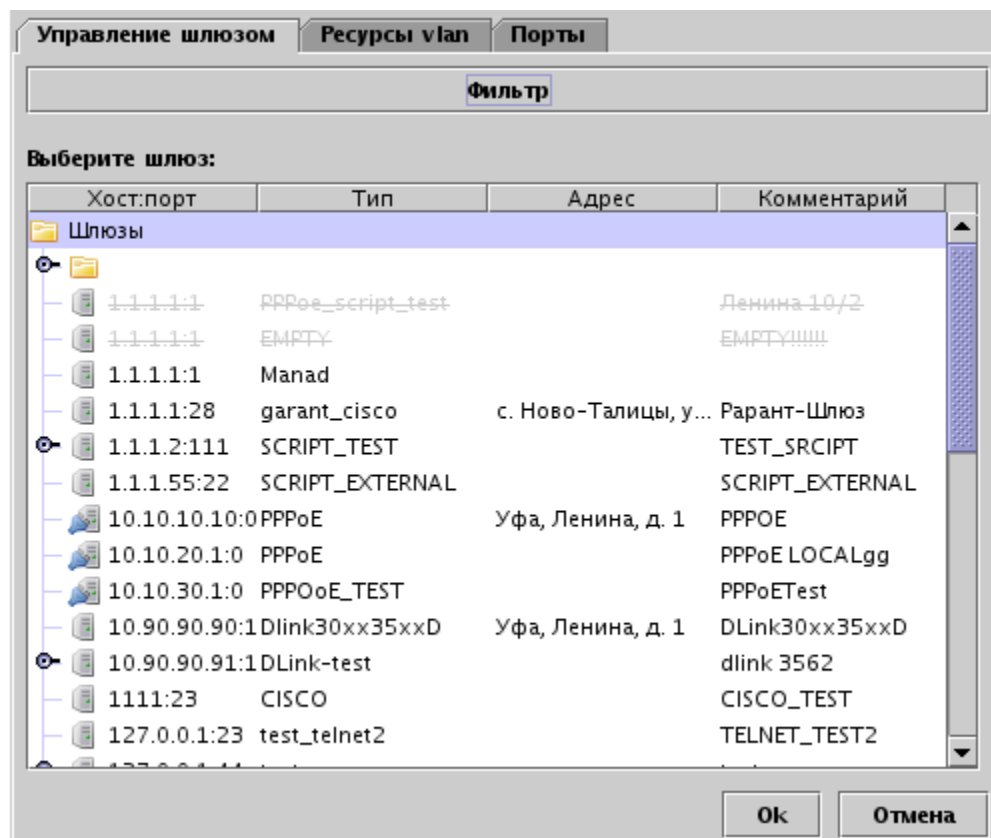 Управление шлюзом Ресурсы vlan Порты
Фильтр
Выберите шлюз:
Хост:порт Тип Адрес Комментарий
Шлюзы
1.1.1.1:1 PPPoe_script_test Ленина 10/2
1.1.1.1:1 EMPTY EMPTY!!!!!!
1.1.1.1:1 Manad
1.1.1.1:28 garant_cisco с. Ново-Талицы, у... Рарант-Шлюз
1.1.1.2:111 SCRIPT_TEST TEST_SRCIPT
1.1.1.55:22 SCRIPT_EXTERNAL SCRIPT_EXTERNAL
10.10.10.10:0 PPPoE Уфа, Ленина, д. 1 PPPOE
10.10.20.1:0 PPPoE PPPoE LOCALgg
10.10.30.1:0 PPPOoE_TEST PPPoETest
10.90.90.90:1 Dlink30xx35xxD Уфа, Ленина, д. 1 DLink30xx35xxD
10.90.90.91:1 DLink-test dlink 3562
1111:23 CISCO CISCO_TEST
127.0.0.1:23 test_telnet2 TELNET_TEST2
Ok Отмена